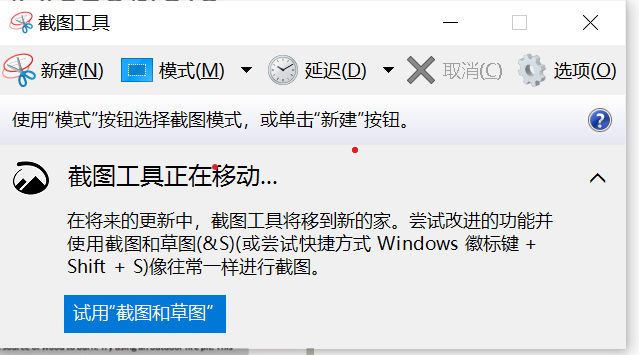 截图工具
新建(N) 模式(M) 延迟(D) 取消(C) 选项(O)
使用“模式”按钮选择截图模式，或单击“新建”按钮。
截图工具正在移动...
在将来的更新中，截图工具将移到新的家。尝试改进的功能并
使用截图和草图(&S)(或尝试快捷方式 Windows 徽标键 +
Shift + S)像往常一样进行截图。
试用“截图和草图”